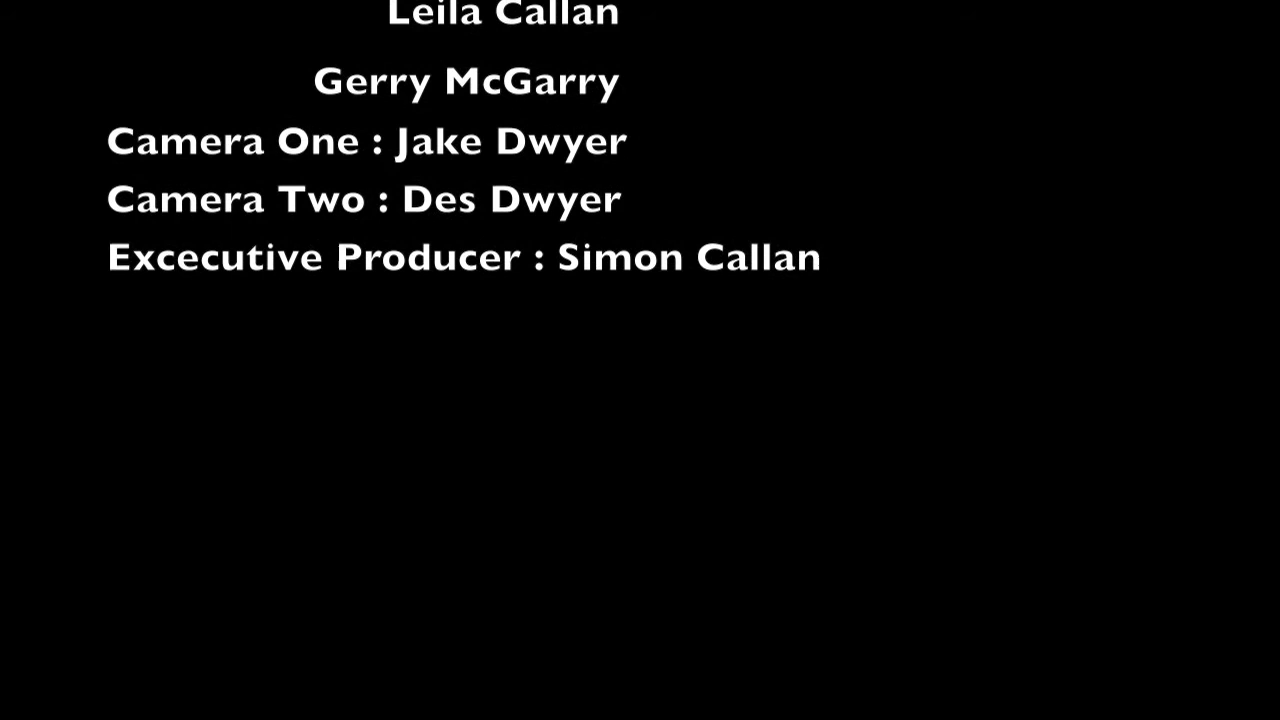 Leila Callan
Gerry McGarry
Camera One : Jake Dwyer
Camera Two : Des Dwyer
Excecutive Producer : Simon Callan